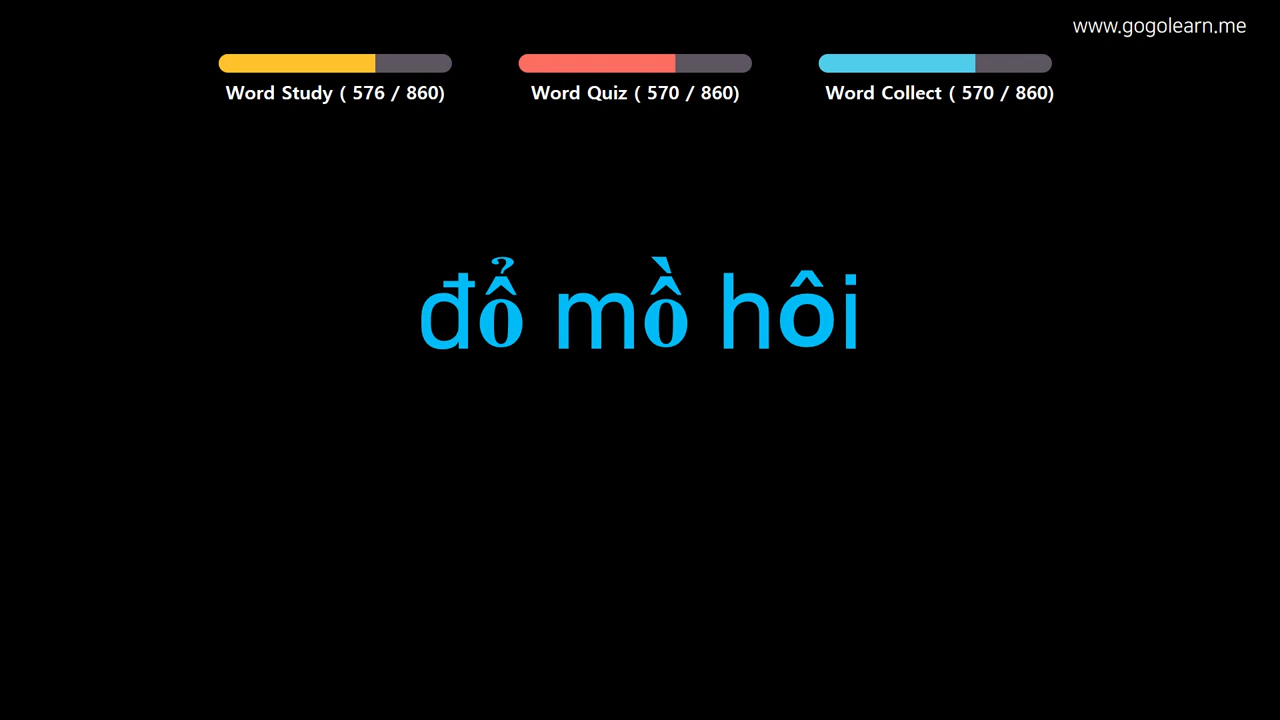 www.gogolearn.me
Word Study ( 576 / 860)
Word Quiz ( 570 / 860)
Word Collect ( 570 / 860)
đổ mồ hôi